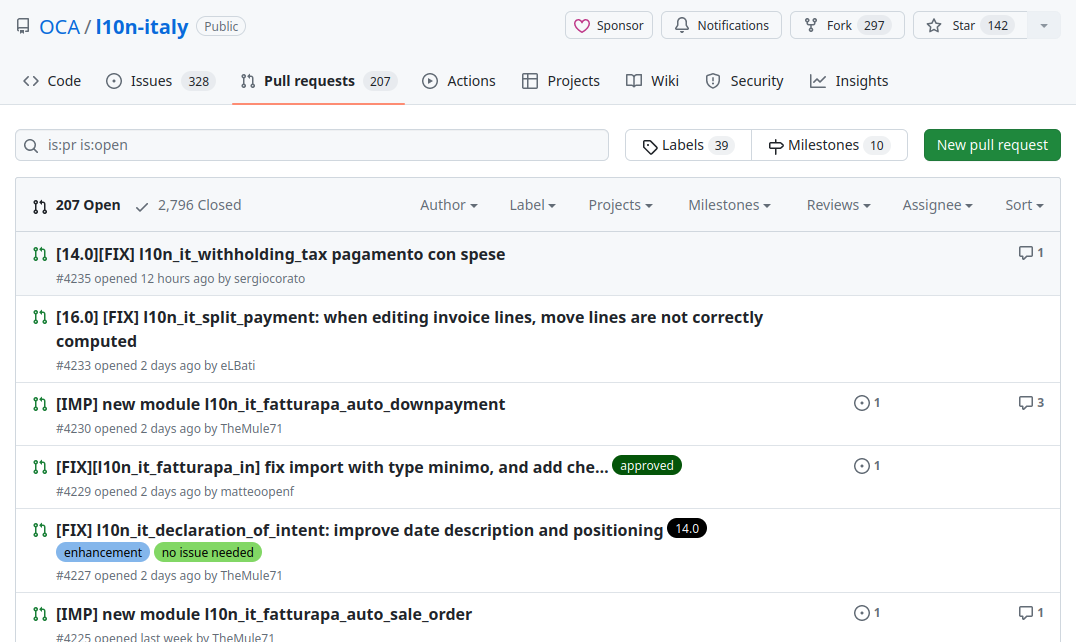 OCA / l10n-italy Public Sponsor Notifications Fork 297 Star 142
Code Issues 328 Pull requests 207 Actions Projects Wiki Security Insights
is:pr is:open Labels 39 Milestones 10 New pull request
207 Open 2,796 Closed Author Label Projects Milestones Reviews Assignee Sort
[14.0][FIX] l10n_it_withholding_tax pagamento con spese 1
#4235 opened 12 hours ago by sergiocorato
[16.0] [FIX] l10n_it_split_payment: when editing invoice lines, move lines are not correctly
computed
#4233 opened 2 days ago by eLBati
[IMP] new module l10n_it_fatturapa_auto_downpayment 1 3
#4230 opened 2 days ago by TheMule71
[FIX][l10n_it_fatturapa_in] fix import with type minimo, and add che... approved 1
#4229 opened 2 days ago by matteoopenf
[FIX] l10n_it_declaration_of_intent: improve date description and positioning 14.0
enhancement no issue needed
#4227 opened 2 days ago by TheMule71
[IMP] new module l10n_it_fatturapa_auto_sale_order 1 1
#4225 opened last week by TheMule71